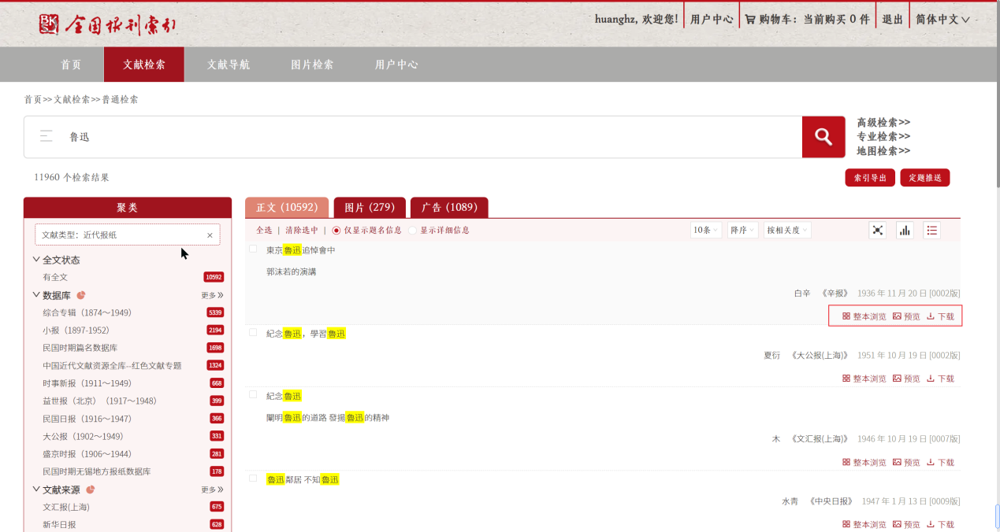 全国报刊索引
huanghz, 欢迎您! 用户中心 购物车: 当前购买 0 件 退出 简体中文
首页 文献检索 文献导航 图片检索 用户中心
首页>>文献检索>>普通检索
鲁迅
高级检索>>
专业检索>>
地图检索>>
11960 个检索结果
索引导出 定题推送
聚类
文献类型：近代报纸 ×
全文状态
有全文 10592
数据库 更多
综合专辑（1874～1949） 5339
小报（1897-1952） 2194
民国时期篇名数据库 1698
中国近代文献资源全库--红色文献专题 1324
时事新报（1911～1949） 668
益世报（北京）（1917～1948） 399
民国日报（1916～1947） 366
大公报（1902～1949） 331
盛京时报（1906～1944） 281
民国时期无锡地方报纸数据库 178
文献来源 更多
文汇报(上海) 675
新华日报 628
正文 (10592) 图片 (279) 广告 (1089)
全选 | 清除选中 | 仅显示题名信息 显示详细信息 10条 降序 按相关度
東京魯迅追悼會中
郭沫若的演講
白辛 《辛报》 1936 年 11 月 20 日 [0002版]
整本浏览 预览 下载
紀念魯迅，學習魯迅
夏衍 《大公报(上海)》 1951 年 10 月 19 日 [0002版]
整本浏览 预览 下载
紀念魯迅
闡明魯迅的道路 發揚魯迅的精神
木 《文汇报(上海)》 1946 年 10 月 19 日 [0007版]
整本浏览 预览 下载
魯迅鄰居 不知魯迅
水青 《中央日报》 1947 年 1 月 13 日 [0009版]
整本浏览 预览 下载